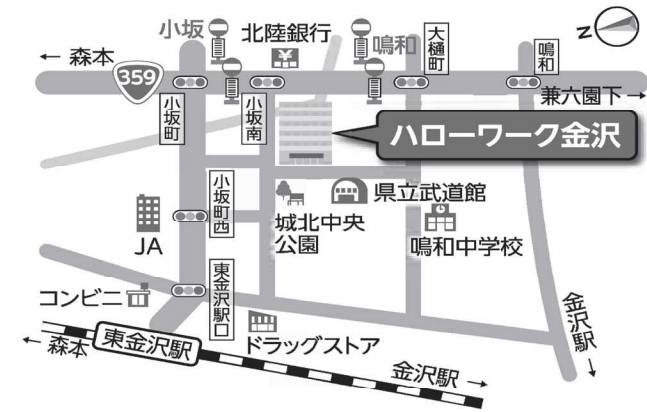 小坂
北陸銀行
鳴和
大樋町
鳴和
N
← 森本
359
¥
小坂町
小坂南
兼六園下→
ハローワーク金沢
小坂町西
JA
城北中央
公園
県立武道館
鳴和中学校
コンビニ
東金沢駅口
ドラッグストア
金沢駅
↓
← 森本
東金沢駅
金沢駅 →